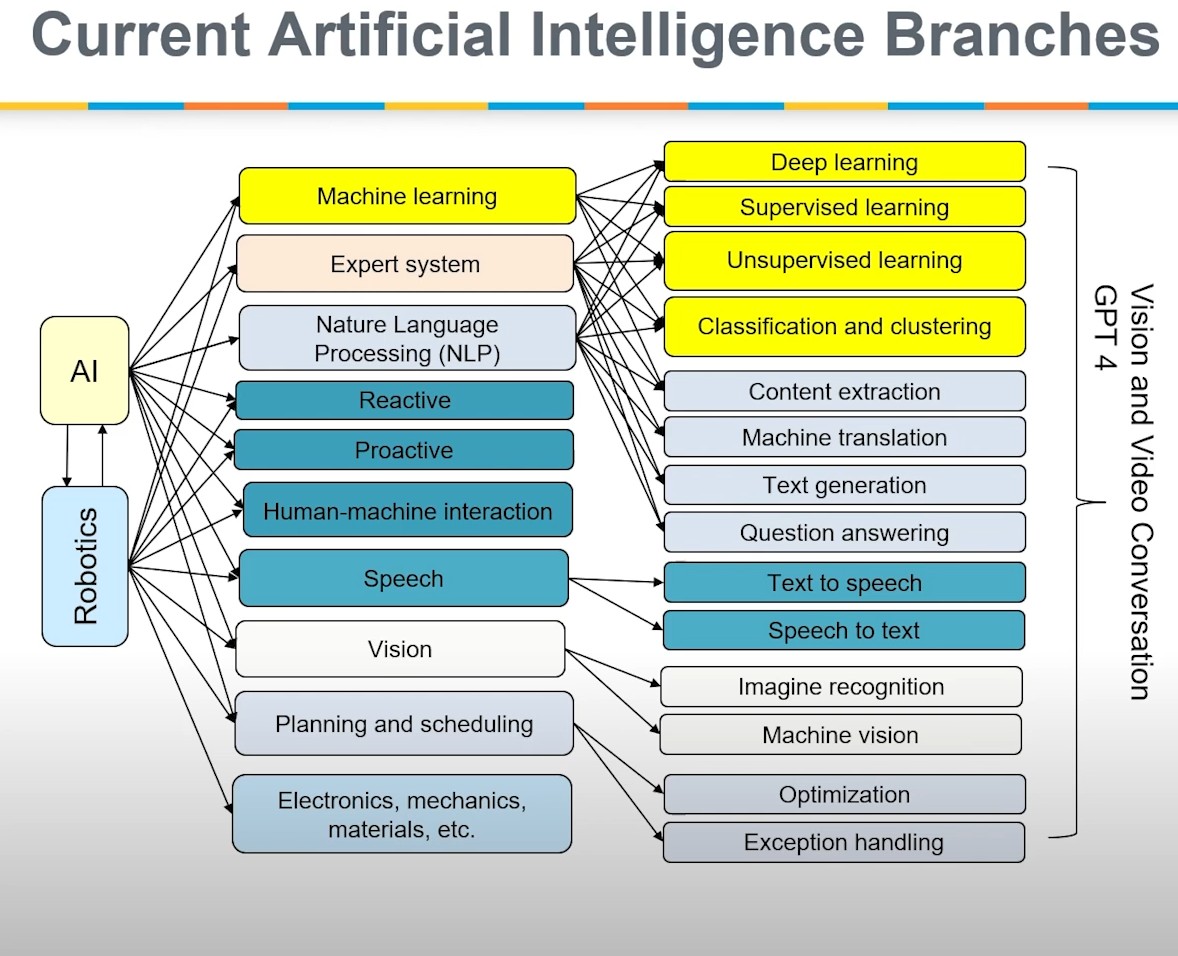 Current Artificial Intelligence Branches
AI
Robotics
Machine learning
Expert system
Nature Language
Processing (NLP)
Reactive
Proactive
Human-machine interaction
Speech
Vision
Planning and scheduling
Electronics, mechanics,
materials, etc.
Deep learning
Supervised learning
Unsupervised learning
Classification and clustering
Content extraction
Machine translation
Text generation
Question answering
Text to speech
Speech to text
Imagine recognition
Machine vision
Optimization
Exception handling
Vision and Video Conversation
GPT 4